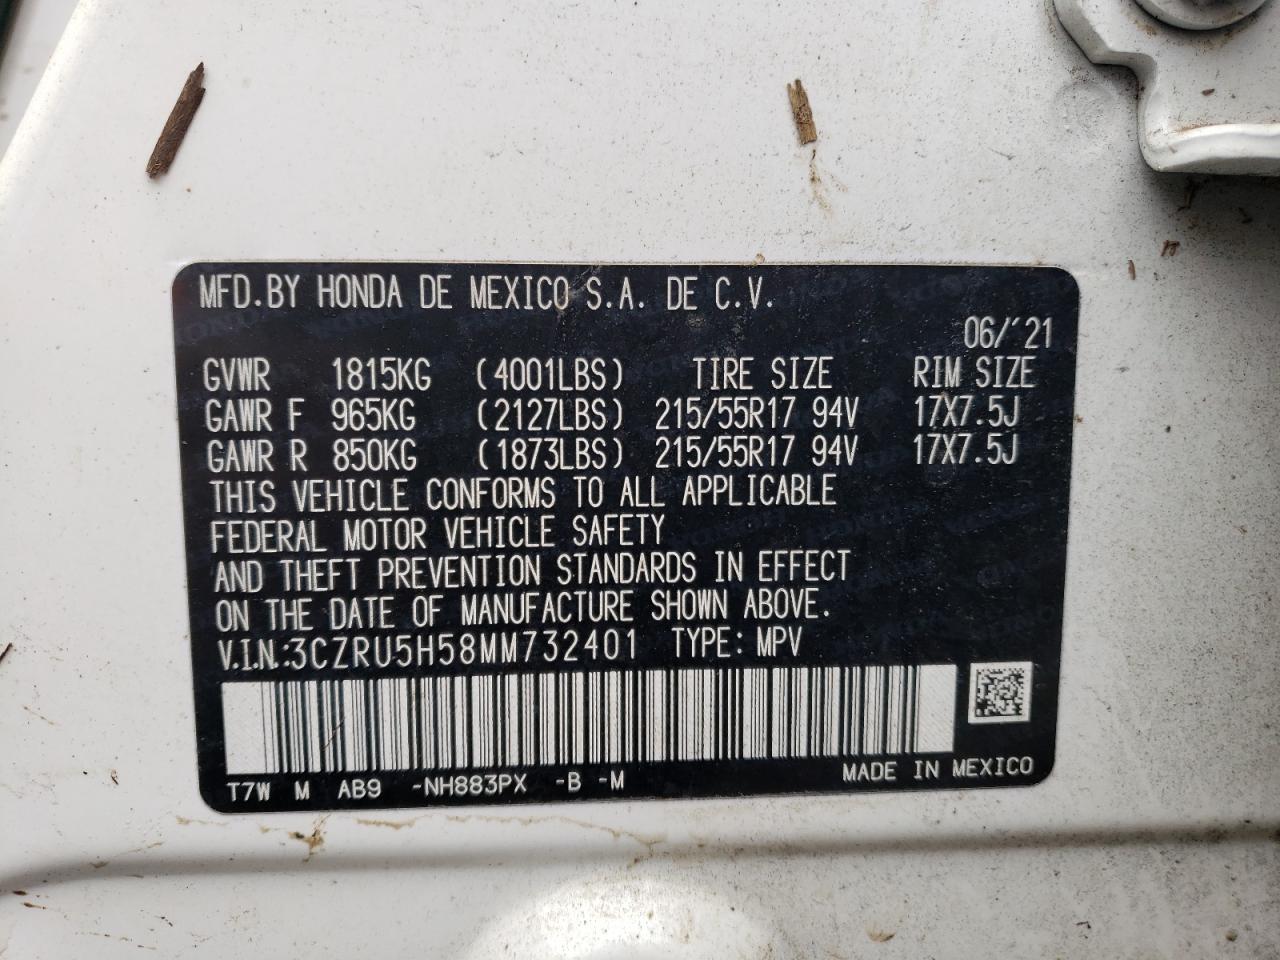 MFD.BY HONDA DE MEXICO S.A. DE C.V.
06/'21
GVWR 1815KG (4001LBS) TIRE SIZE RIM SIZE
GAWR F 965KG (2127LBS) 215/55R17 94V 17X7.5J
GAWR R 850KG (1873LBS) 215/55R17 94V 17X7.5J
THIS VEHICLE CONFORMS TO ALL APPLICABLE
FEDERAL MOTOR VEHICLE SAFETY
AND THEFT PREVENTION STANDARDS IN EFFECT
ON THE DATE OF MANUFACTURE SHOWN ABOVE.
V.I.N.:3CZRU5H58MM732401 TYPE: MPV
T7W M AB9 -NH883PX -B -M MADE IN MEXICO